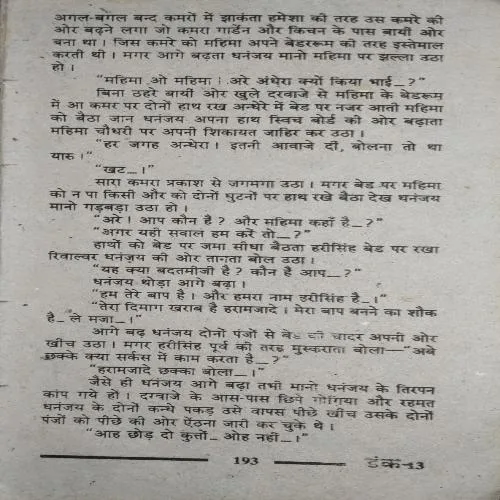 अगल-बगल बन्द कमरों में झाकंता हमेशा की तरह उस कमरे की
ओर बढ़ने लगा जो कमरा गार्डन और किचन के पास बायीं ओर
बना था। जिस कमरे को महिमा अपने बेडरूम की तरह इस्तेमाल
करती थी। मगर आगे बढ़ता धनंजय मानो महिमा पर झल्ला उठा
हो।
"महिमा ओ महिमा। अरे अंधेरा क्यों किया भाई_?"
बिना ठहरे बायीं ओर खुले दरवाजे से महिमा के बेडरूम
में आ कमर पर दोनों हाथ रख अन्धेरे में बेड पर नजर आती महिमा
को बैठा जान धनंजय अपना हाथ स्विच बोर्ड की ओर बढ़ाता
महिमा चौधरी पर अपनी शिकायत जाहिर कर उठा।
"हर जगह अन्धेरा। इतनी आवाजे दीं, बोलना तो था
यारू।"
"खट_।"
सारा कमरा प्रकाश से जगमगा उठा। मगर बेड पर महिमा
को न पा किसी और को दोनों घुटनों पर हाथ रखे बैठा देख धनंजय
मानो गड़बड़ा उठा हो।
"अरे! आप कौन है? और महिमा कहाँ है_?"
"अगर यही सवाल हम करें तो_?"
हाथों को बेड पर जमा सीधा बैठता हरीसिंह बेड पर रखा
रिवाल्वर धनंजय की ओर तानता बोल उठा।
"यह क्या बदतमीजी है? कौन हैं आप_?"
धनंजय थोड़ा आगे बढ़ा।
"हम तेरे बाप है। और हमरा नाम हरीसिंह है_।"
"तेरा दिमाग खराब है हरामजादे। मेरा बाप बनने का शौक
है_ ले मजा_।"
आगे बढ़ धनंजय दोनों पंजों से बेड की चादर अपनी ओर
खींच उठा। मगर हरीसिंह पूर्व की तरह मुस्कराता बोला—"अबे
छक्के क्या सर्कस में काम करता है_?"
"हरामजादे छक्का बोला_।"
जैसे ही धनंजय आगे बढ़ा तभी मानो धनंजय के तिरपन
कांप गये हों। दरवाजे के आस-पास छिपे गोगिया और रहमत
धनंजय के दोनों कन्धे पकड़ उसे वापस पीछे खींच उसके दोनों
पंजों को पीछे की ओर ऐंठना जारी कर चुके थे।
"आह छोड़ दो कुत्तों_ ओह नहीं_।"
193
डंक-13